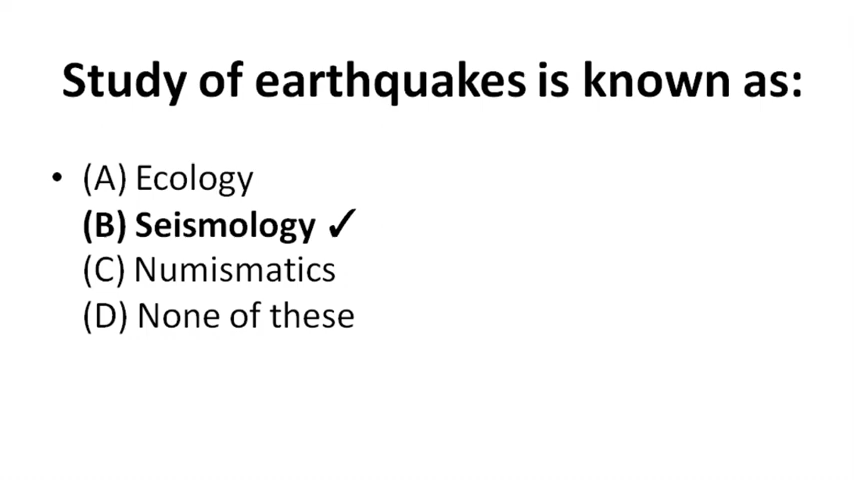 Study of earthquakes is known as:
• (A) Ecology
(B) Seismology ✓
(C) Numismatics
(D) None of these